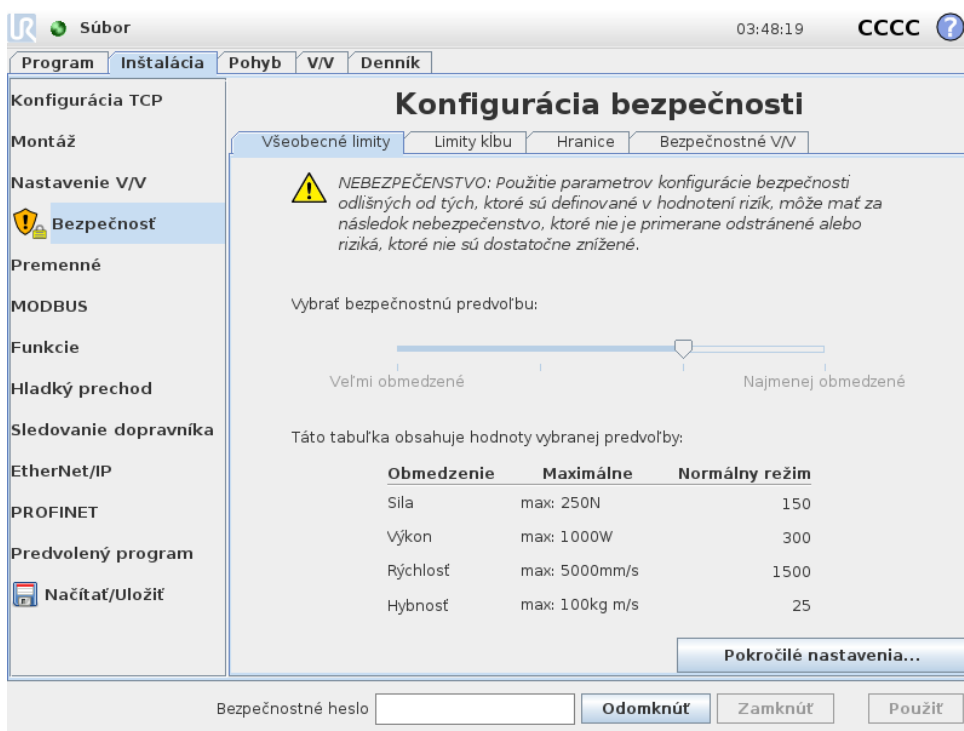 UR Súbor 03:48:19 CCCC ?
Program Inštalácia Pohyb V/V Denník
Konfigurácia TCP
Montáž
Nastavenie V/V
Bezpečnosť
Premenné
MODBUS
Funkcie
Hladký prechod
Sledovanie dopravníka
EtherNet/IP
PROFINET
Predvolený program
Načítať/Uložiť
Konfigurácia bezpečnosti
Všeobecné limity Limity kĺbu Hranice Bezpečnostné V/V
NEBEZPEČENSTVO: Použitie parametrov konfigurácie bezpečnosti
odlišných od tých, ktoré sú definované v hodnotení rizík, môže mať za
následok nebezpečenstvo, ktoré nie je primerane odstránené alebo
riziká, ktoré nie sú dostatočne znížené.
Vybrať bezpečnostnú predvoľbu:
Veľmi obmedzené Najmenej obmedzené
Táto tabuľka obsahuje hodnoty vybranej predvoľby:
Obmedzenie Maximálne Normálny režim
Sila max: 250N 150
Výkon max: 1000W 300
Rýchlosť max: 5000mm/s 1500
Hybnosť max: 100kg m/s 25
Pokročilé nastavenia...
Bezpečnostné heslo Odomknúť Zamknúť Použiť